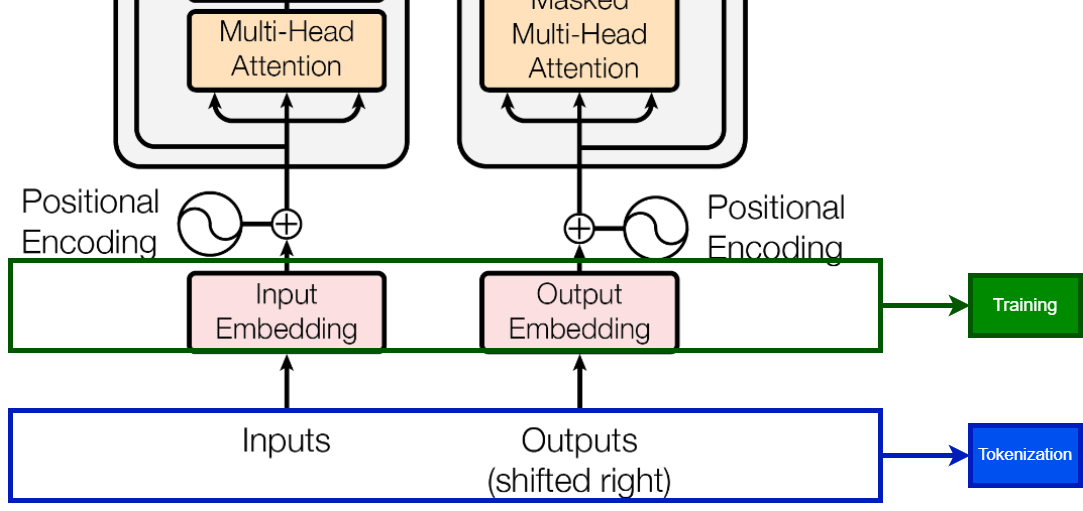 Multi-Head
Attention
Masked
Multi-Head
Attention
Positional
Encoding
Positional
Encoding
Input
Embedding
Output
Embedding
Training
Inputs
Outputs
(shifted right)
Tokenization